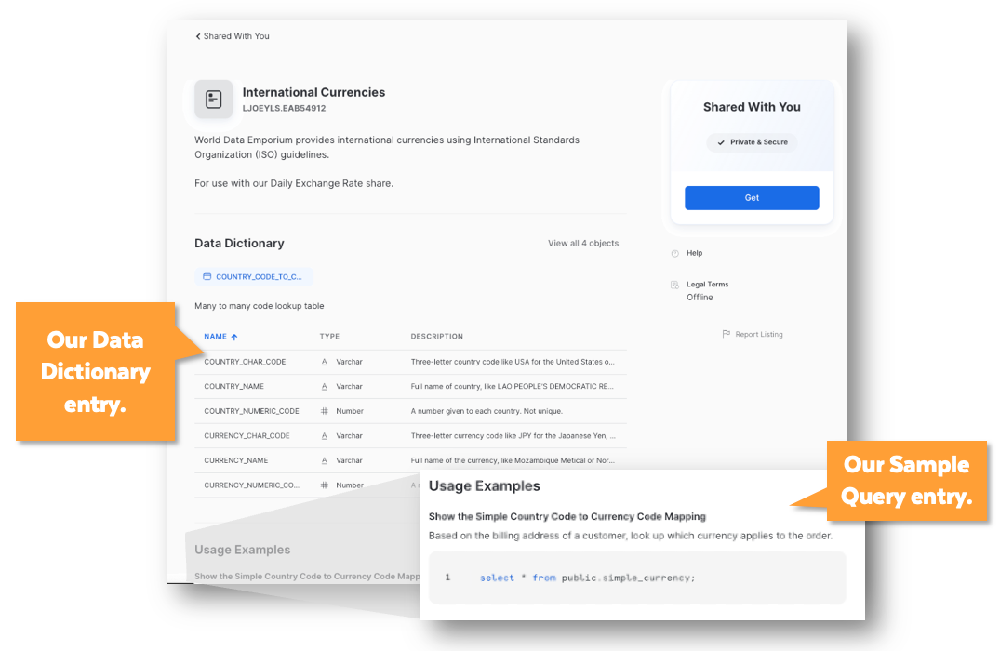 Shared With You
International Currencies
LJOEYLS.EAB54912
World Data Emporium provides international currencies using International Standards
Organization (ISO) guidelines.
For use with our Daily Exchange Rate share.
Shared With You
Private & Secure
Get
Help
Legal Terms
Offline
Report Listing
Data Dictionary
View all 4 objects
COUNTRY_CODE_TO_C...
Many to many code lookup table
NAME TYPE DESCRIPTION
COUNTRY_CHAR_CODE A Varchar Three-letter country code like USA for the United States o...
COUNTRY_NAME A Varchar Full name of country, like LAO PEOPLE'S DEMOCRATIC RE...
COUNTRY_NUMERIC_CODE # Number A number given to each country. Not unique.
CURRENCY_CHAR_CODE A Varchar Three-letter currency code like JPY for the Japanese Yen, ...
CURRENCY_NAME A Varchar Full name of the currency, like Mozambique Metical or Nor...
CURRENCY_NUMERIC_CO... # Number A
Our Data
Dictionary
entry.
Usage Examples
Show the Simple Country Code to Currency Code Mapp
Our Sample
Query entry.
Usage Examples
Show the Simple Country Code to Currency Code Mapping
Based on the billing address of a customer, look up which currency applies to the order.
1 select * from public.simple_currency;